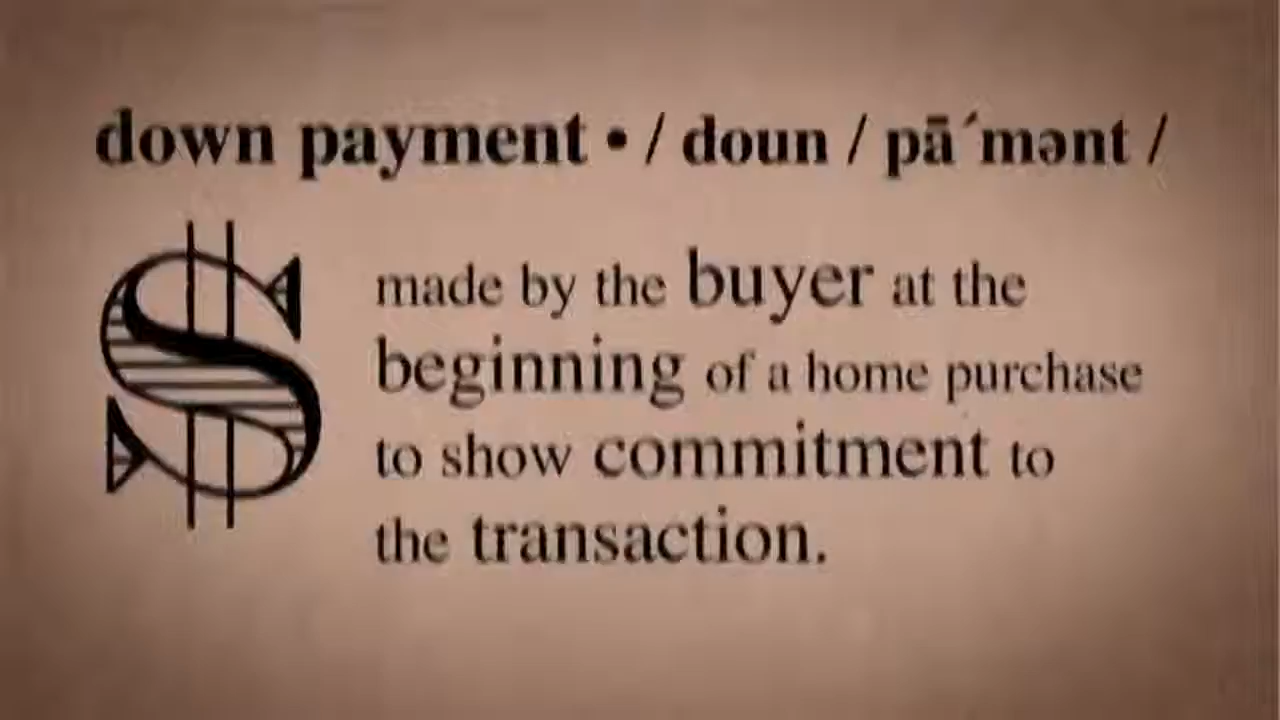 down payment • / doun / pā´mənt /
$ made by the buyer at the
beginning of a home purchase
to show commitment to
the transaction.